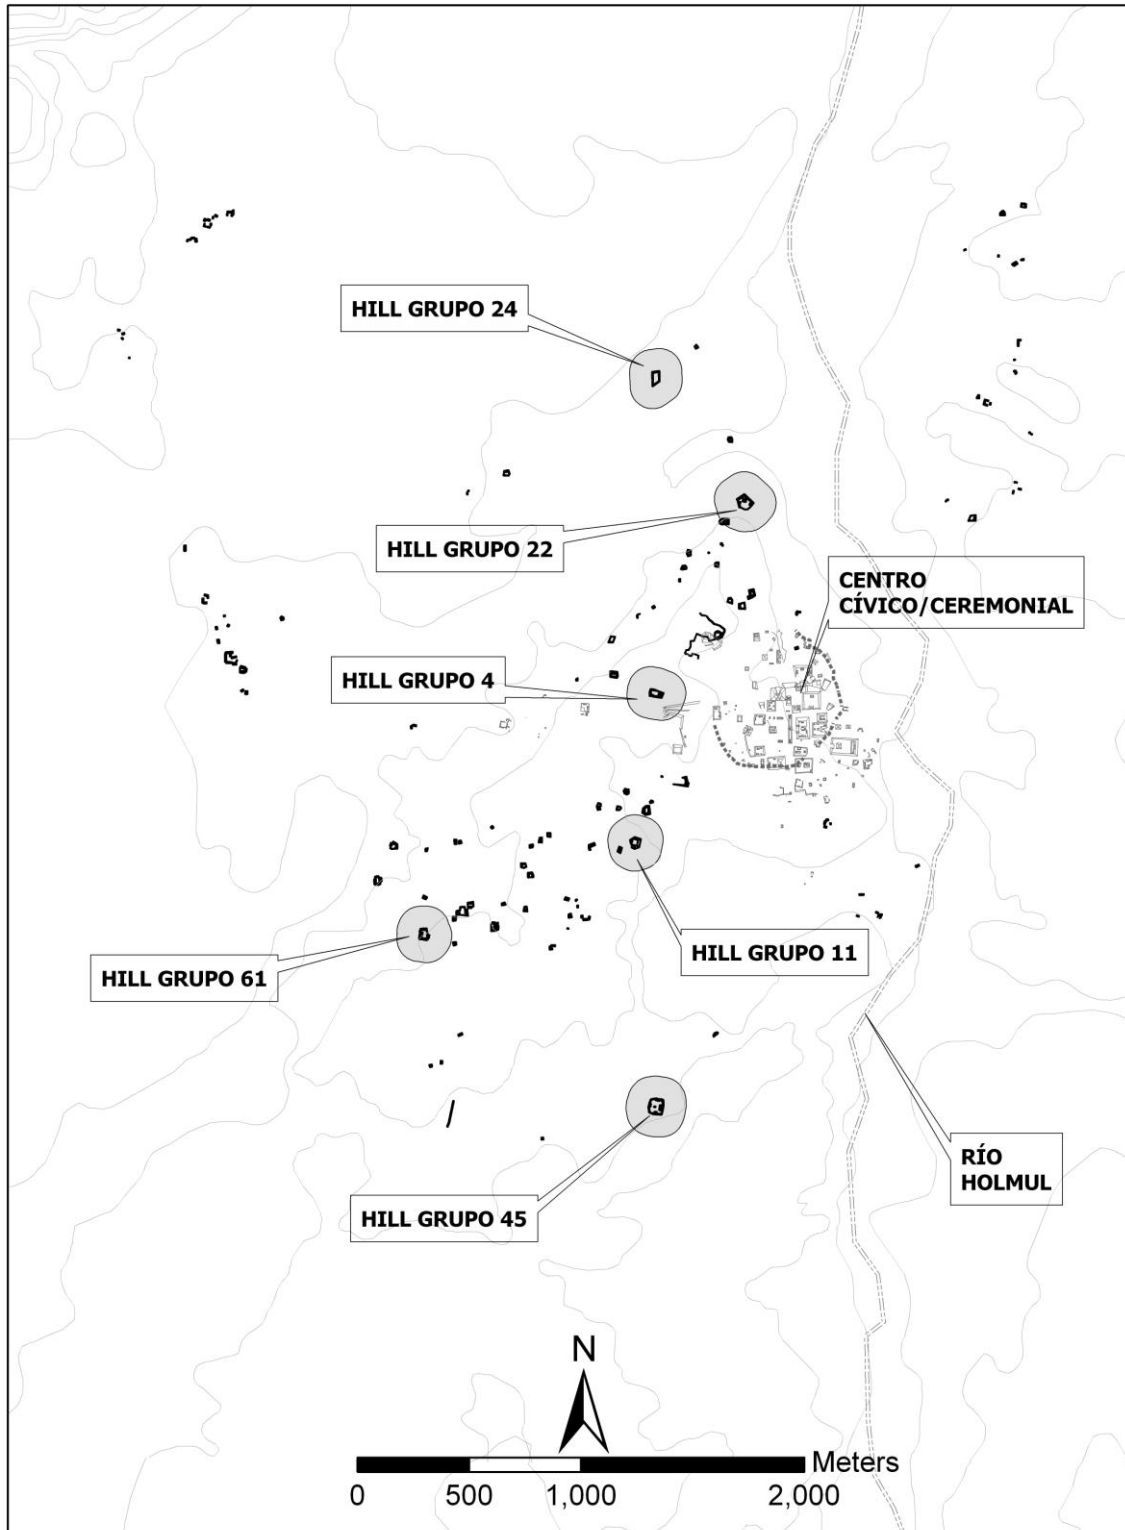 HILL GRUPO 24
HILL GRUPO 22
CENTRO
CÍVICO/CEREMONIAL
HILL GRUPO 4
HILL GRUPO 11
HILL GRUPO 61
RÍO
HOLMUL
HILL GRUPO 45
N
Meters
0 500 1,000 2,000